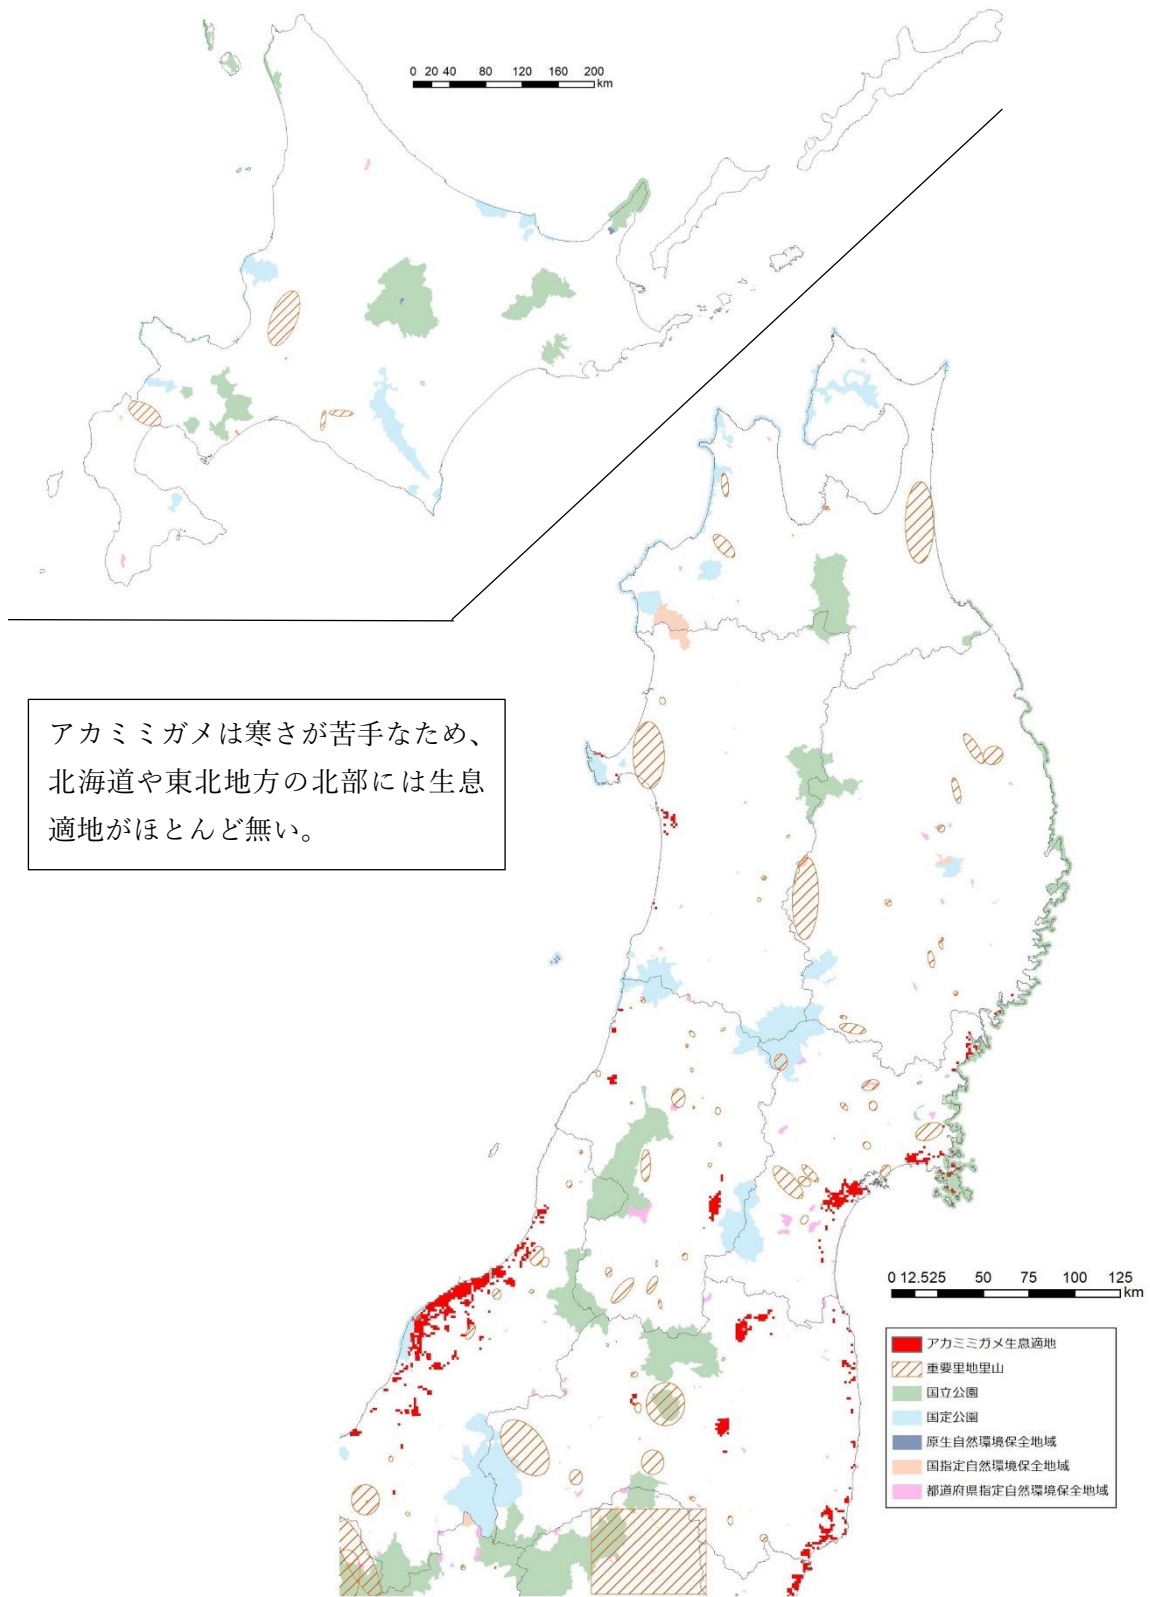 0 20 40 80 120 160 200
km
アカミミガメは寒さが苦手なため、
北海道や東北地方の北部には生息
適地がほとんど無い。
0 12.525 50 75 100 125
km
アカミミガメ生息適地
重要里地里山
国立公園
国定公園
原生自然環境保全地域
国指定自然環境保全地域
都道府県指定自然環境保全地域